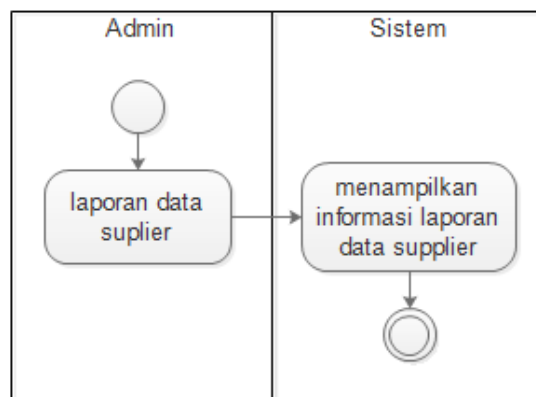 Admin
Sistem
laporan data
suplier
menampilkan
informasi laporan
data supplier